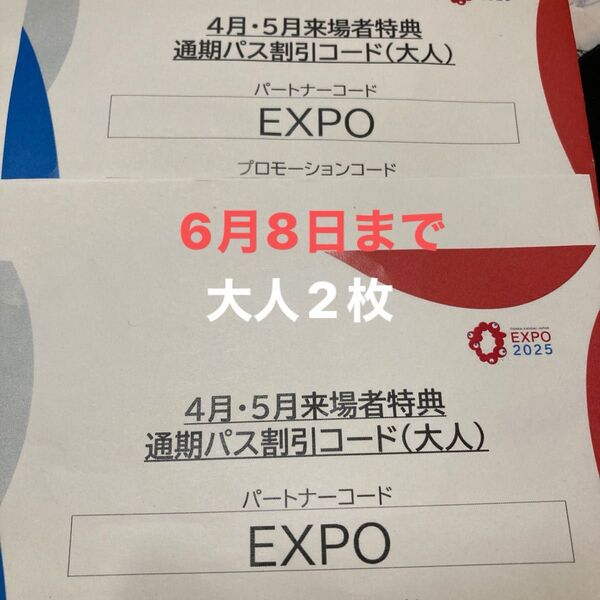 2025
4月・5月来場者特典
通期パス割引コード(大人)
パートナーコード
EXPO
プロモーションコード
6月8日まで
大人2枚
OSAKA, KANSAI, JAPAN
EXPO
2025
4月・5月来場者特典
通期パス割引コード(大人)
パートナーコード
EXPO